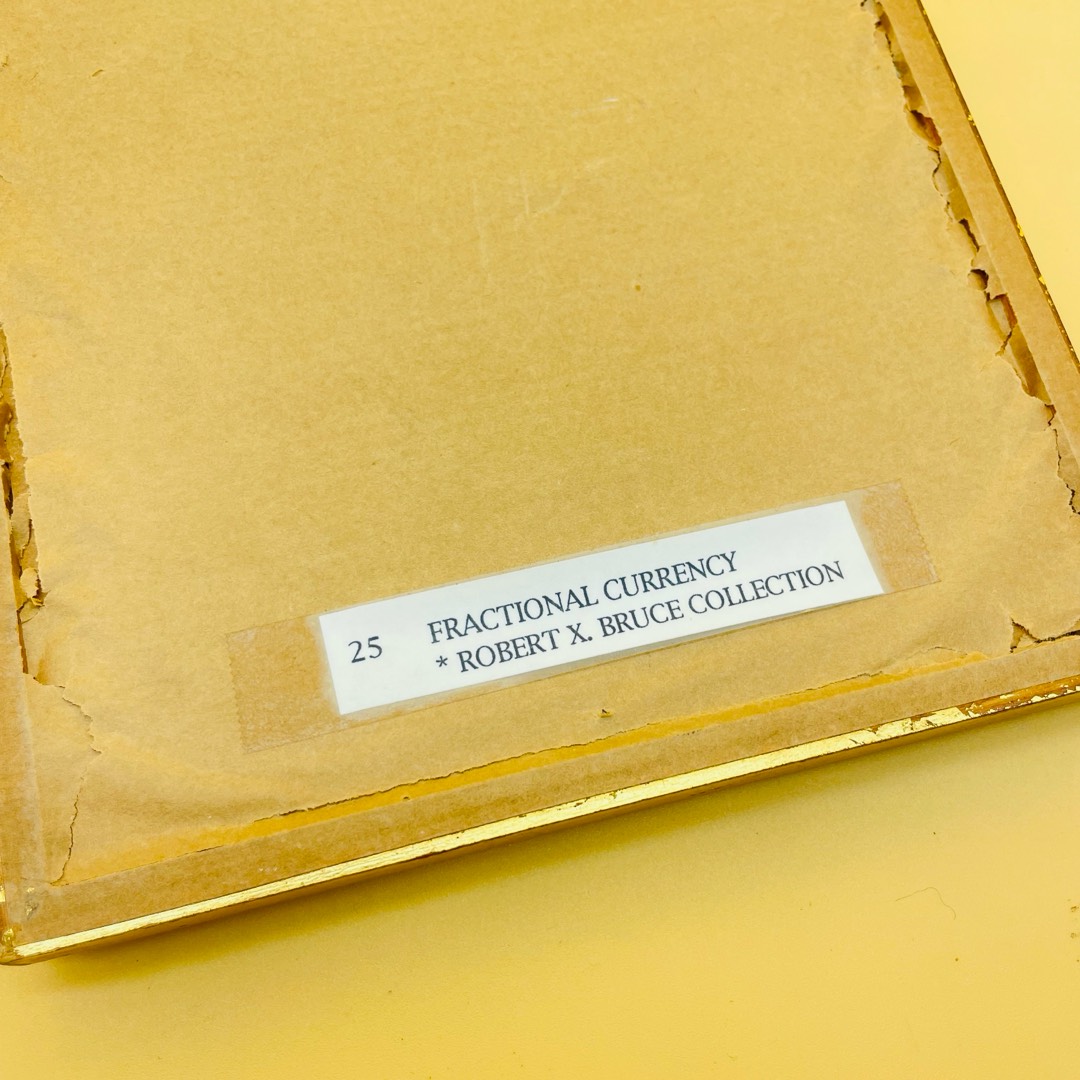 25 FRACTIONAL CURRENCY
* ROBERT X. BRUCE COLLECTION